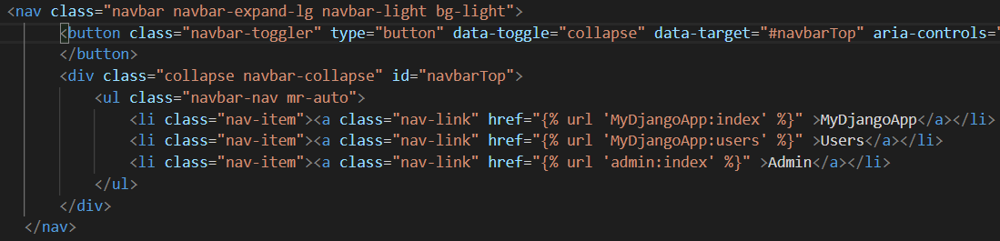 <nav class="navbar navbar-expand-lg navbar-light bg-light">
<button class="navbar-toggler" type="button" data-toggle="collapse" data-target="#navbarTop" aria-controls="
</button>
<div class="collapse navbar-collapse" id="navbarTop">
<ul class="navbar-nav mr-auto">
<li class="nav-item"><a class="nav-link" href="{% url 'MyDjangoApp:index' %}" >MyDjangoApp</a></li>
<li class="nav-item"><a class="nav-link" href="{% url 'MyDjangoApp:users' %}" >Users</a></li>
<li class="nav-item"><a class="nav-link" href="{% url 'admin:index' %}" >Admin</a></li>
</ul>
</div>
</nav>